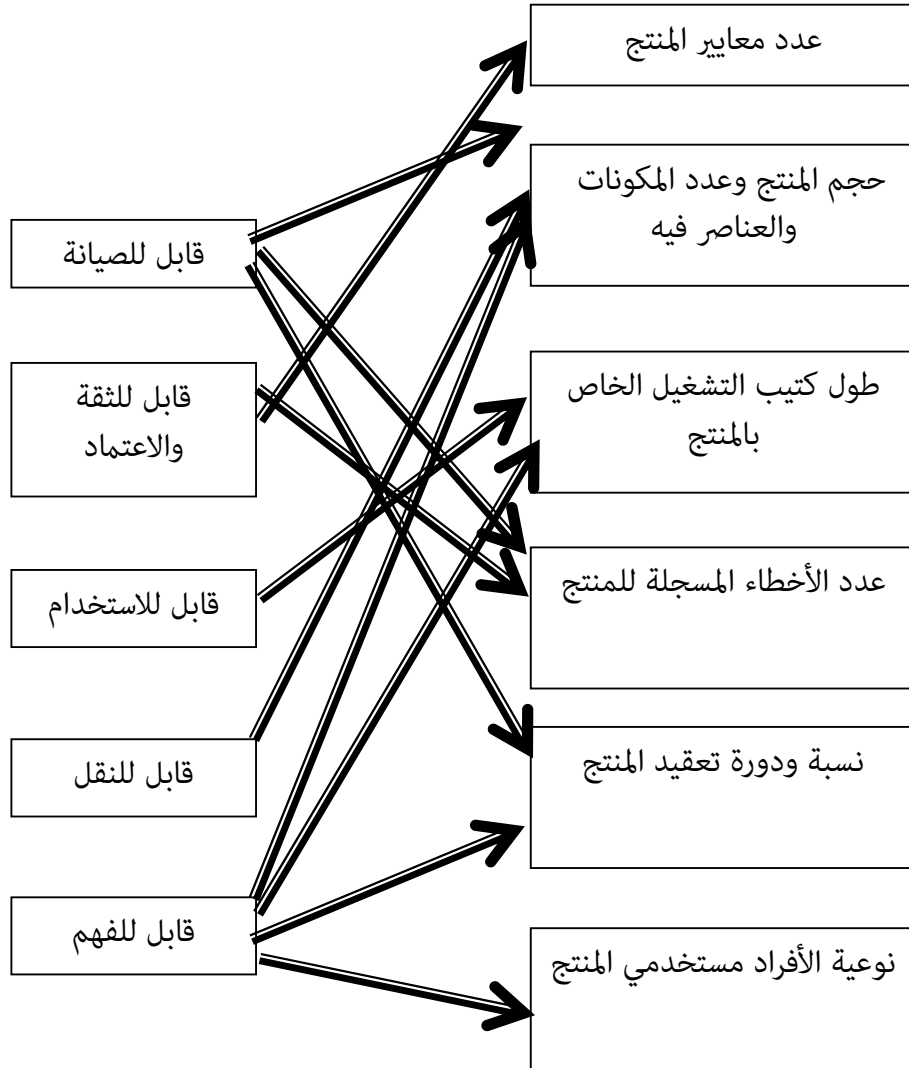 عدد معايير المنتج
حجم المنتج وعدد المكونات
والعناصر فيه
طول كتيب التشغيل الخاص
بالمنتج
عدد الأخطاء المسجلة للمنتج
نسبة ودورة تعقيد المنتج
نوعية الأفراد مستخدمي المنتج
قابل للصيانة
قابل للثقة
والاعتماد
قابل للاستخدام
قابل للنقل
قابل للفهم